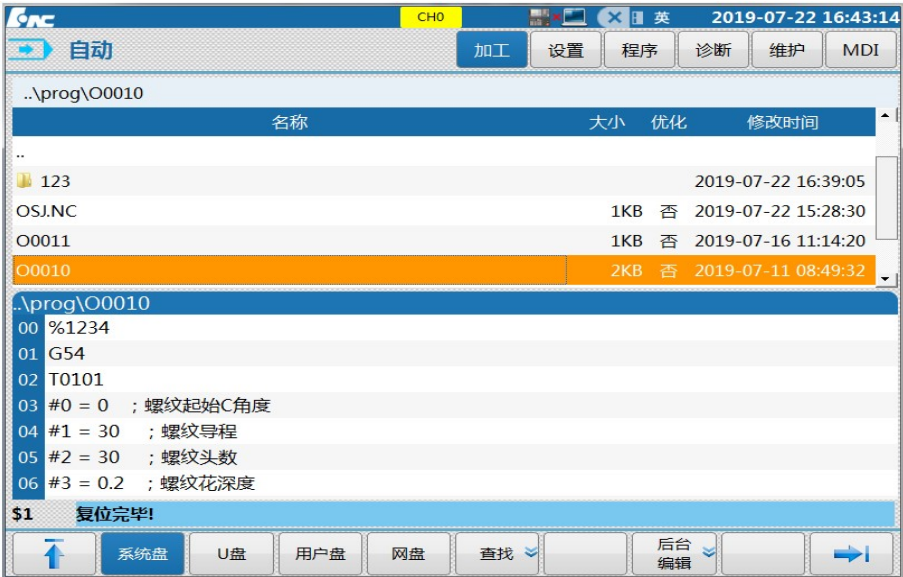 HNC CH0 英 2019-07-22 16:43:14
自动 加工 设置 程序 诊断 维护 MDI
..\prog\O0010
名称 大小 优化 修改时间
..
123 2019-07-22 16:39:05
OSJ.NC 1KB 否 2019-07-22 15:28:30
O0011 1KB 否 2019-07-16 11:14:20
O0010 2KB 否 2019-07-11 08:49:32
..\prog\O0010
00 %1234
01 G54
02 T0101
03 #0 = 0 ；螺纹起始C角度
04 #1 = 30 ；螺纹导程
05 #2 = 30 ；螺纹头数
06 #3 = 0.2 ；螺纹花深度
$1 复位完毕!
系统盘 U盘 用户盘 网盘 查找 后台
编辑